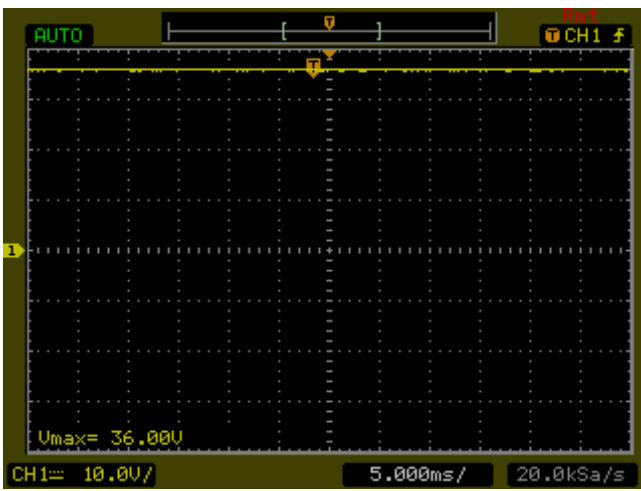 Rmt
AUTO
T
T CH1
T
1
Vmax= 36.00V
CH1 10.0V/
5.000ms/
20.0kSa/s